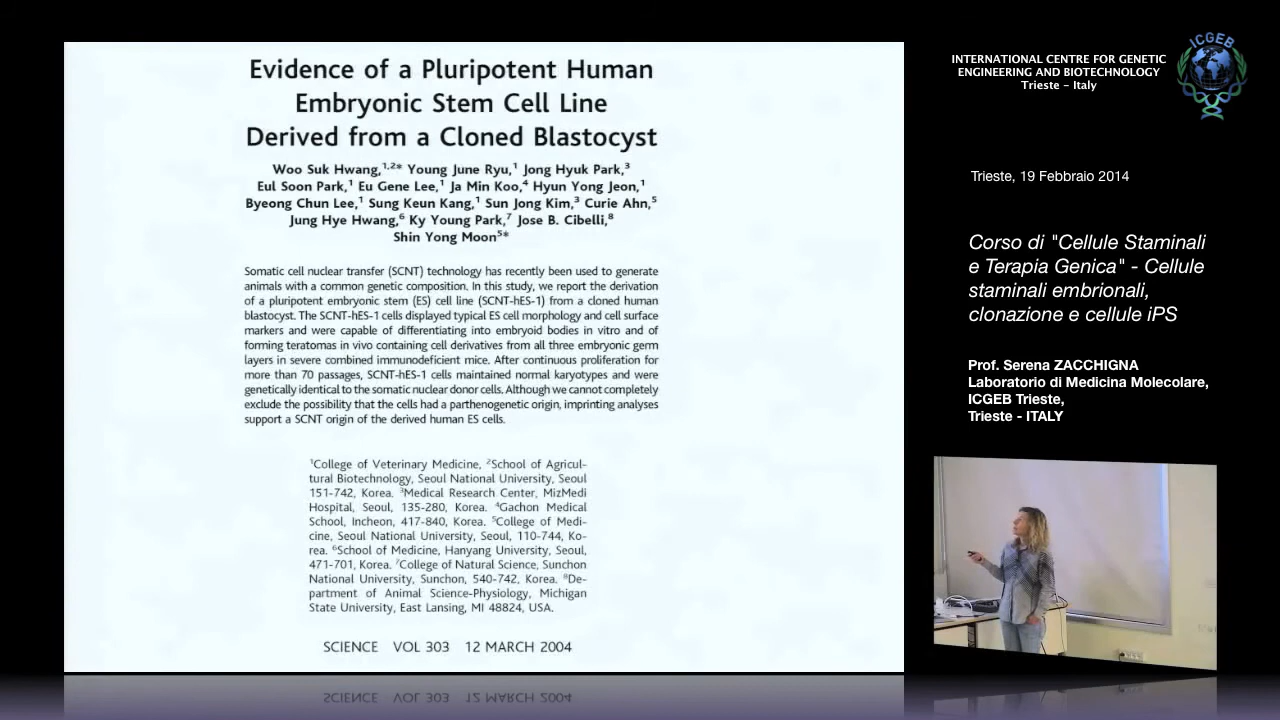 Evidence of a Pluripotent Human
Embryonic Stem Cell Line
Derived from a Cloned Blastocyst
Woo Suk Hwang,1,2* Young June Ryu,1 Jong Hyuk Park,3
Eul Soon Park,1 Eu Gene Lee,1 Ja Min Koo,4 Hyun Yong Jeon,1
Byeong Chun Lee,1 Sung Keun Kang,1 Sun Jong Kim,3 Curie Ahn,5
Jung Hye Hwang,6 Ky Young Park,7 Jose B. Cibelli,8
Shin Yong Moon5*
Somatic cell nuclear transfer (SCNT) technology has recently been used to generate
animals with a common genetic composition. In this study, we report the derivation
of a pluripotent embryonic stem (ES) cell line (SCNT-hES-1) from a cloned human
blastocyst. The SCNT-hES-1 cells displayed typical ES cell morphology and cell surface
markers and were capable of differentiating into embryoid bodies in vitro and of
forming teratomas in vivo containing cell derivatives from all three embryonic germ
layers in severe combined immunodeficient mice. After continuous proliferation for
more than 70 passages, SCNT-hES-1 cells maintained normal karyotypes and were
genetically identical to the somatic nuclear donor cells. Although we cannot completely
exclude the possibility that the cells had a parthenogenetic origin, imprinting analyses
support a SCNT origin of the derived human ES cells.
1College of Veterinary Medicine, 2School of Agricul-
tural Biotechnology, Seoul National University, Seoul
151-742, Korea. 3Medical Research Center, MizMedi
Hospital, Seoul, 135-280, Korea. 4Gachon Medical
School, Incheon, 417-840, Korea. 5College of Medi-
cine, Seoul National University, Seoul, 110-744, Ko-
rea. 6School of Medicine, Hanyang University, Seoul,
471-701, Korea. 7College of Natural Science, Sunchon
National University, Sunchon, 540-742, Korea. 8De-
partment of Animal Science-Physiology, Michigan
State University, East Lansing, MI 48824, USA.
SCIENCE VOL 303 12 MARCH 2004
INTERNATIONAL CENTRE FOR GENETIC
ENGINEERING AND BIOTECHNOLOGY
Trieste - Italy
ICGEB
Trieste, 19 Febbraio 2014
Corso di "Cellule Staminali
e Terapia Genica" - Cellule
staminali embrionali,
clonazione e cellule iPS
Prof. Serena ZACCHIGNA
Laboratorio di Medicina Molecolare,
ICGEB Trieste,
Trieste - ITALY